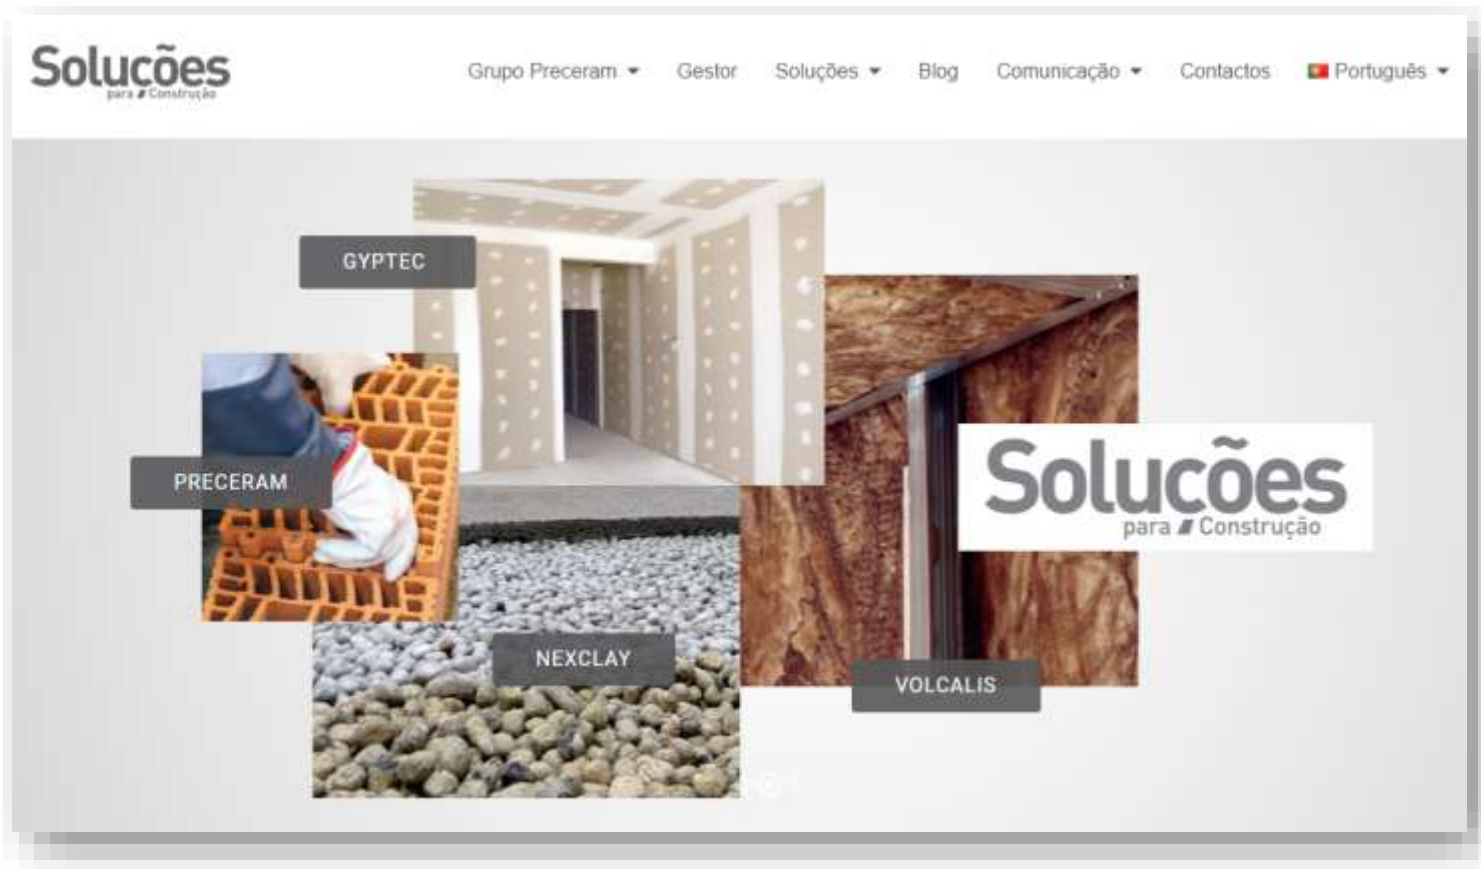 Soluções
para Construção
Grupo Preceram
Gestor
Soluções
Blog
Comunicação
Contactos
Português
GYPTEC
PRECERAM
NEXCLAY
VOLCALIS
Soluções
para Construção